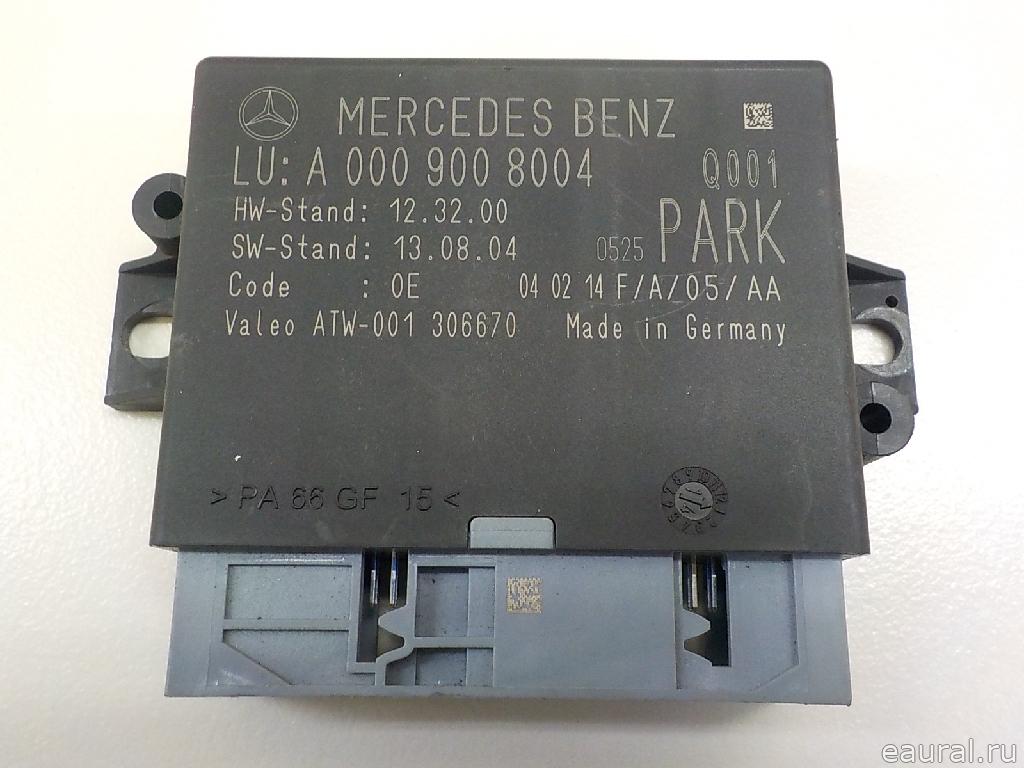 MERCEDES BENZ
LU: A 000 900 8004 Q001
HW-Stand: 12.32.00
SW-Stand: 13.08.04 0525 PARK
Code : 0E 04 02 14 F/A/05/AA
Valeo ATW-001 306670 Made in Germany
> PA 66 GF 15 <
eaural.ru